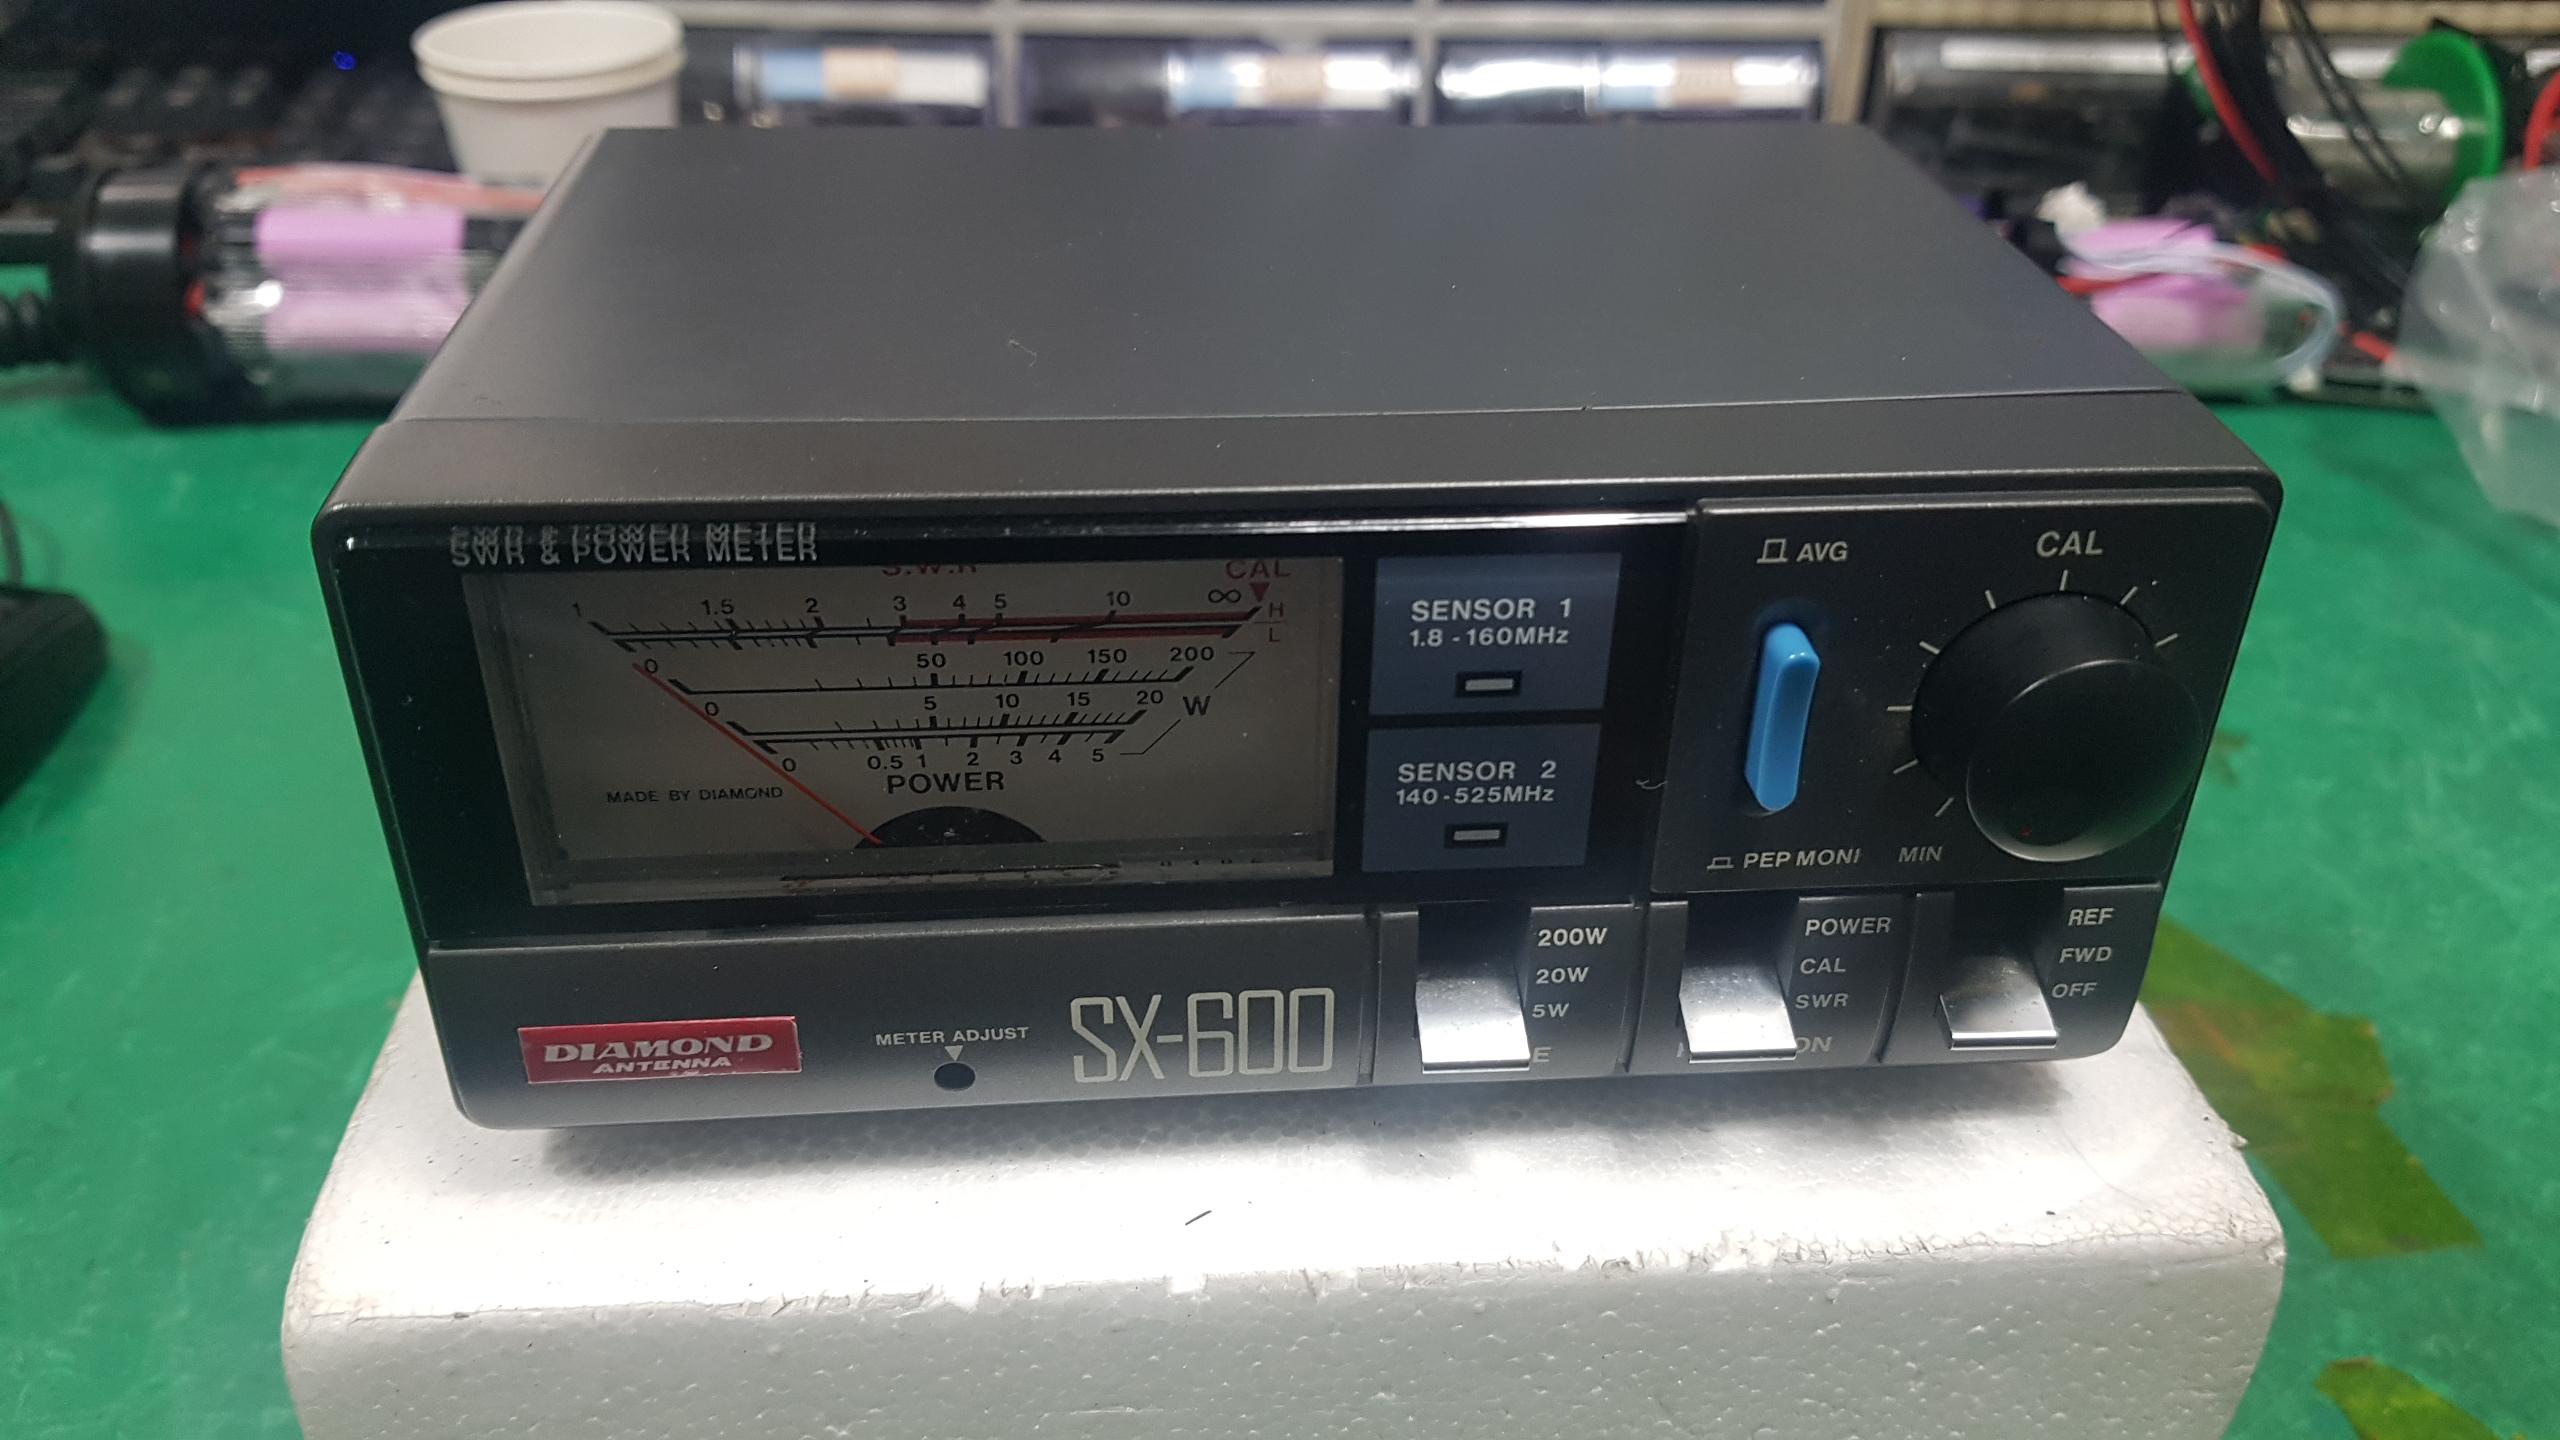 SWR & POWER METER
S.W.R
CAL
1 1.5 2 3 4 5 10 ∞
H
L
0 50 100 150 200
0 5 10 15 20
W
0 0.5 1 2 3 4 5
POWER
MADE BY DIAMOND
SENSOR 1
1.8 - 160MHz
SENSOR 2
140 - 525MHz
AVG
PEP MONI
CAL
MIN
DIAMOND
ANTENNA
METER ADJUST
SX-600
200W
20W
5W
POWER
CAL
SWR
REF
FWD
OFF